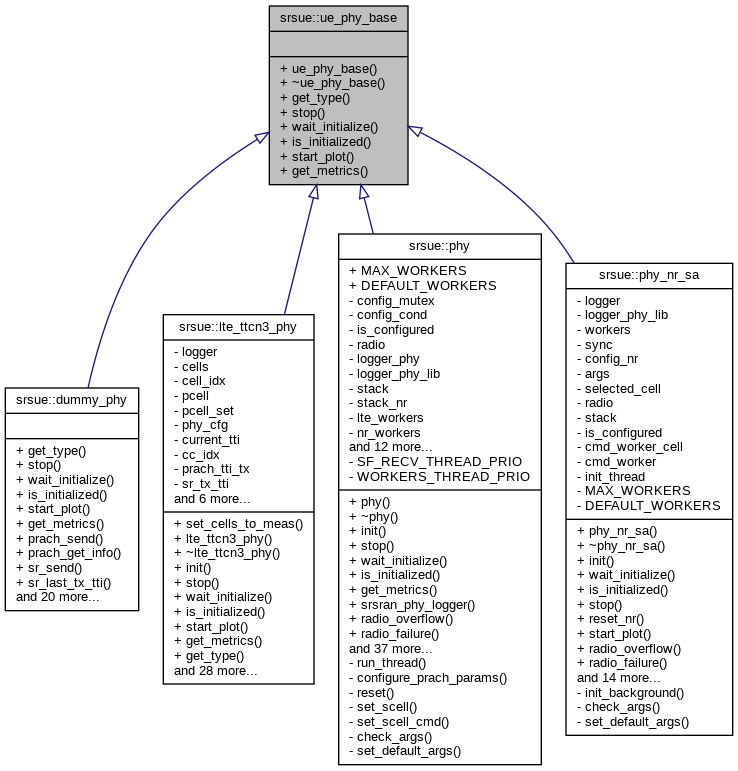 srsue::ue_phy_base
+ ue_phy_base()
+ ~ue_phy_base()
+ get_type()
+ stop()
+ wait_initialize()
+ is_initialized()
+ start_plot()
+ get_metrics()
srsue::dummy_phy
+ get_type()
+ stop()
+ wait_initialize()
+ is_initialized()
+ start_plot()
+ get_metrics()
+ prach_send()
+ prach_get_info()
+ sr_send()
+ sr_last_tx_tti()
and 20 more...
srsue::lte_ttcn3_phy
- logger
- cells
- cell_idx
- pcell
- pcell_set
- phy_cfg
- current_tti
- cc_idx
- prach_tti_tx
- sr_tx_tti
and 6 more...
+ set_cells_to_meas()
+ lte_ttcn3_phy()
+ ~lte_ttcn3_phy()
+ init()
+ stop()
+ wait_initialize()
+ is_initialized()
+ start_plot()
+ get_metrics()
+ get_type()
and 28 more...
srsue::phy
+ MAX_WORKERS
+ DEFAULT_WORKERS
- config_mutex
- config_cond
- is_configured
- radio
- logger_phy
- logger_phy_lib
- stack
- stack_nr
- lte_workers
- nr_workers
and 12 more...
- SF_RECV_THREAD_PRIO
- WORKERS_THREAD_PRIO
+ phy()
+ ~phy()
+ init()
+ stop()
+ wait_initialize()
+ is_initialized()
+ get_metrics()
+ srsran_phy_logger()
+ radio_overflow()
+ radio_failure()
and 37 more...
- run_thread()
- configure_prach_params()
- reset()
- set_scell()
- set_scell_cmd()
- check_args()
- set_default_args()
srsue::phy_nr_sa
- logger
- logger_phy_lib
- workers
- sync
- config_nr
- args
- selected_cell
- radio
- stack
- is_configured
- cmd_worker_cell
- cmd_worker
- init_thread
- MAX_WORKERS
- DEFAULT_WORKERS
+ phy_nr_sa()
+ ~phy_nr_sa()
+ init()
+ wait_initialize()
+ is_initialized()
+ stop()
+ reset_nr()
+ start_plot()
+ radio_overflow()
+ radio_failure()
and 14 more...
- init_background()
- check_args()
- set_default_args()